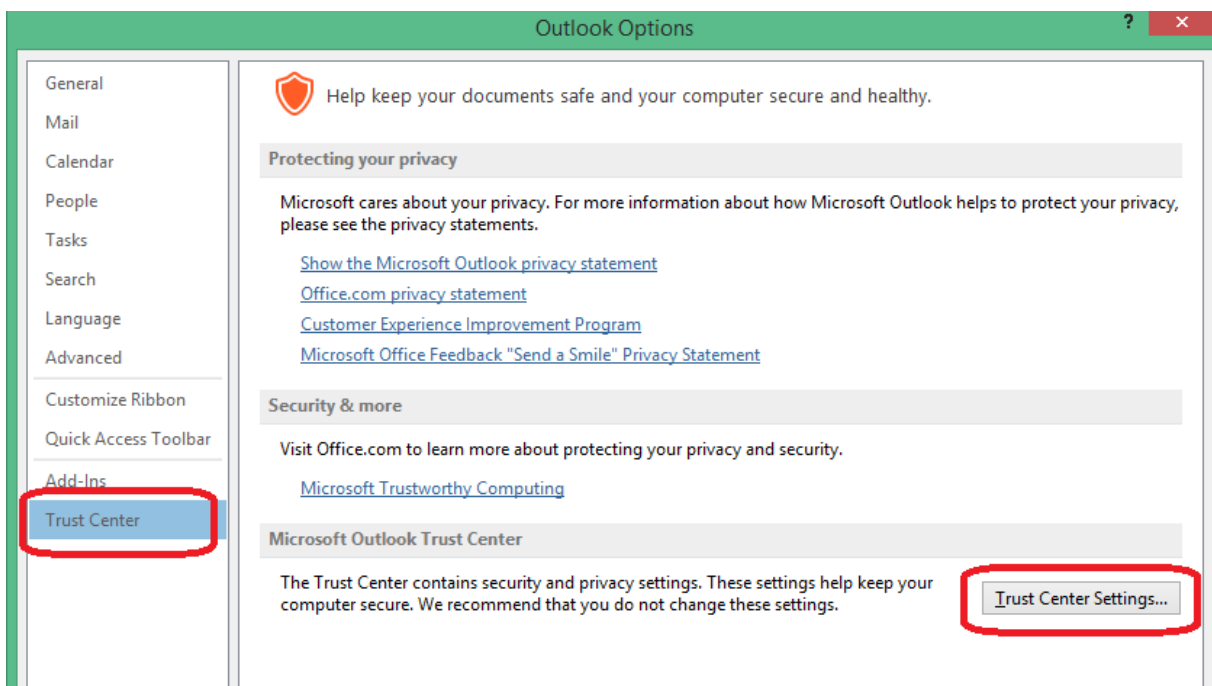 Outlook Options
?
×
General
Mail
Calendar
People
Tasks
Search
Language
Advanced
Customize Ribbon
Quick Access Toolbar
Add-Ins
Trust Center
Help keep your documents safe and your computer secure and healthy.
Protecting your privacy
Microsoft cares about your privacy. For more information about how Microsoft Outlook helps to protect your privacy,
please see the privacy statements.
Show the Microsoft Outlook privacy statement
Office.com privacy statement
Customer Experience Improvement Program
Microsoft Office Feedback "Send a Smile" Privacy Statement
Security & more
Visit Office.com to learn more about protecting your privacy and security.
Microsoft Trustworthy Computing
Microsoft Outlook Trust Center
The Trust Center contains security and privacy settings. These settings help keep your
computer secure. We recommend that you do not change these settings.
Trust Center Settings...